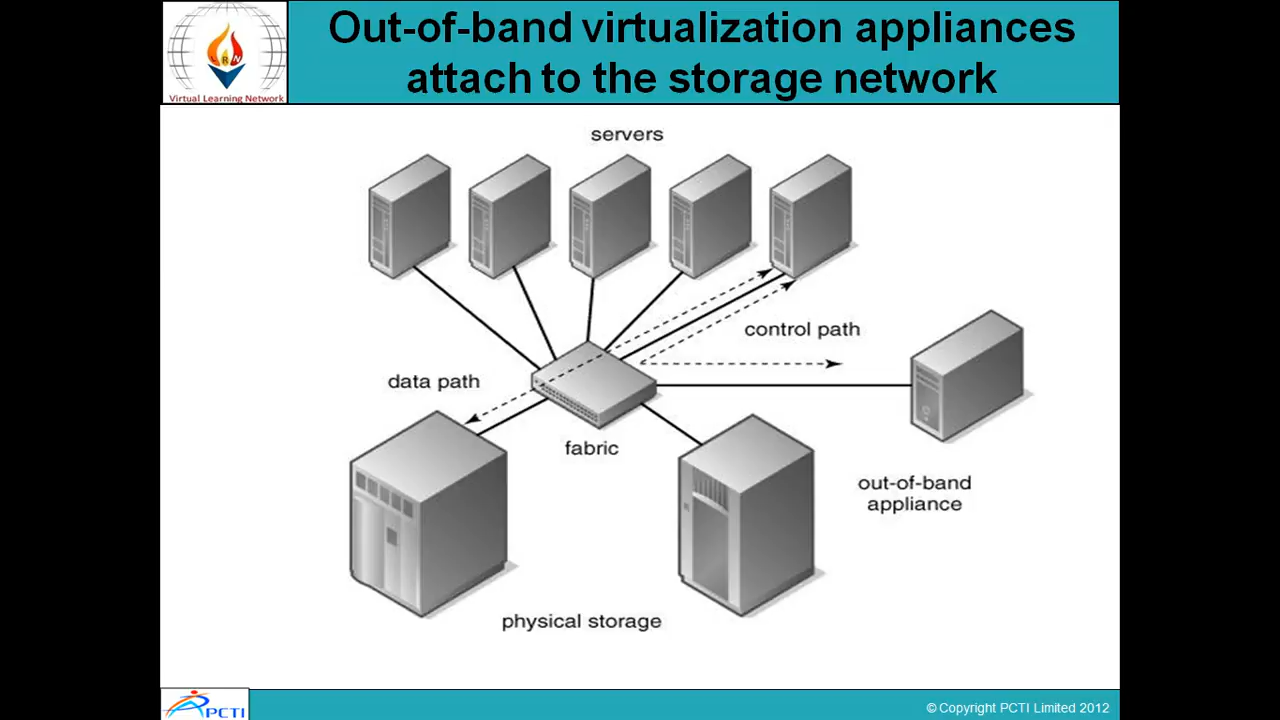 Out-of-band virtualization appliances
attach to the storage network
LRN
Virtual Learning Network
servers
control path
data path
fabric
out-of-band
appliance
physical storage
PCTI
© Copyright PCTI Limited 2012